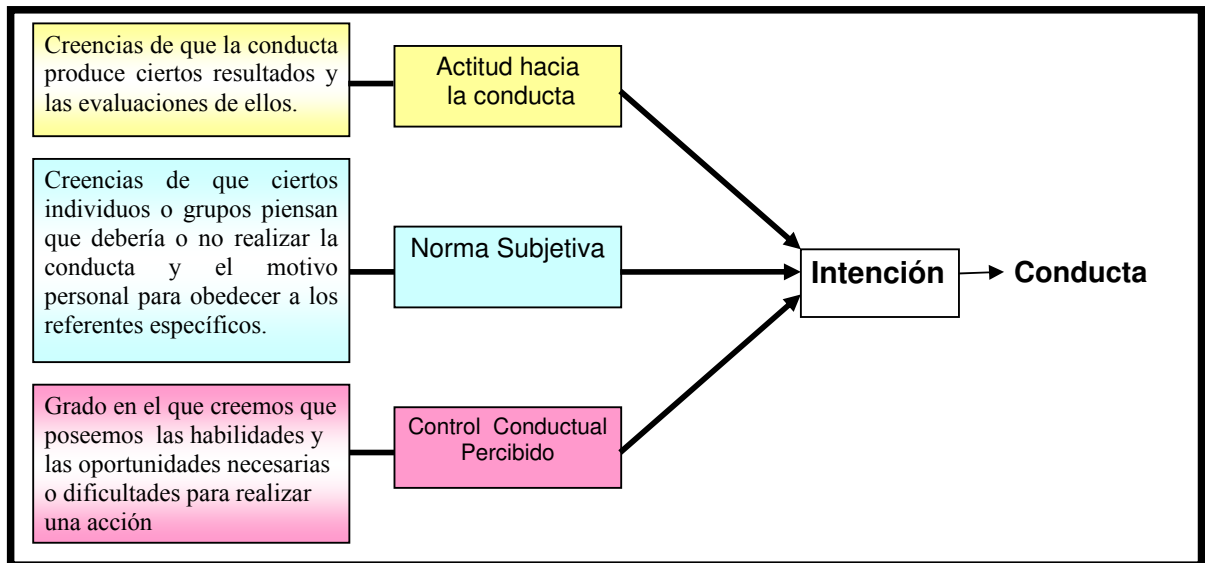 Creencias de que la conducta
produce ciertos resultados y
las evaluaciones de ellos.
Actitud hacia
la conducta
Creencias de que ciertos
individuos o grupos piensan
que debería o no realizar la
conducta y el motivo
personal para obedecer a los
referentes específicos.
Norma Subjetiva
Intención
Conducta
Grado en el que creemos que
poseemos las habilidades y
las oportunidades necesarias
o dificultades para realizar
una acción
Control Conductual
Percibido